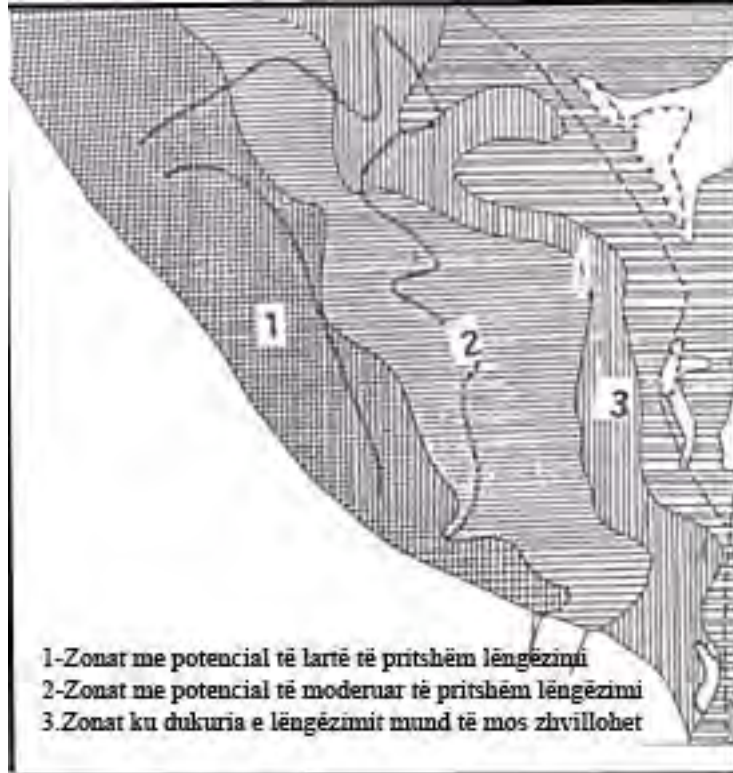 1
2
3
1-Zonat me potencial të lartë të pritshëm lëngëzimi
2-Zonat me potencial të moderuar të pritshëm lëngëzimi
3.Zonat ku dukuria e lëngëzimit mund të mos zhvillohet